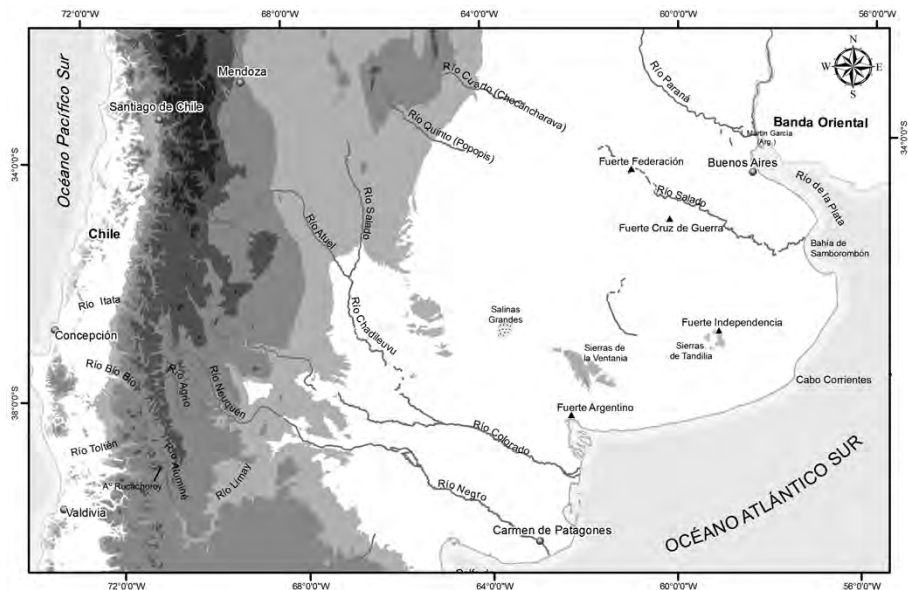 72°0'0"O
68°0'0"O
64°0'0"O
60°0'0"O
56°0'0"O
N
W
E
S
Océano Pacífico Sur
Mendoza
Santiago de Chile
Río Cuarto (Chocancharava)
Río Quinto (Popopis)
Río Paraná
Banda Oriental
Martín García
(Arg.)
34°0'0"S
34°0'0"S
Fuerte Federación
Buenos Aires
Río de la Plata
Río Salado
Fuerte Cruz de Guerra
Bahía de
Samborombón
Chile
Río Atuel
Río Salado
Río Itata
Concepción
Río Chadileuvu
Salinas
Grandes
Fuerte Independencia
Sierras de
la Ventania
Sierras
de Tandilia
Río Bío Bío
Río Agrio
Río Neuquén
Cabo Corrientes
38°0'0"S
38°0'0"S
Fuerte Argentino
Río Toltén
Río Aluminé
Río Limay
Río Colorado
Río Negro
Valdivia
Carmen de Patagones
OCÉANO ATLÁNTICO SUR
72°0'0"O
68°0'0"O
64°0'0"O
60°0'0"O
56°0'0"O